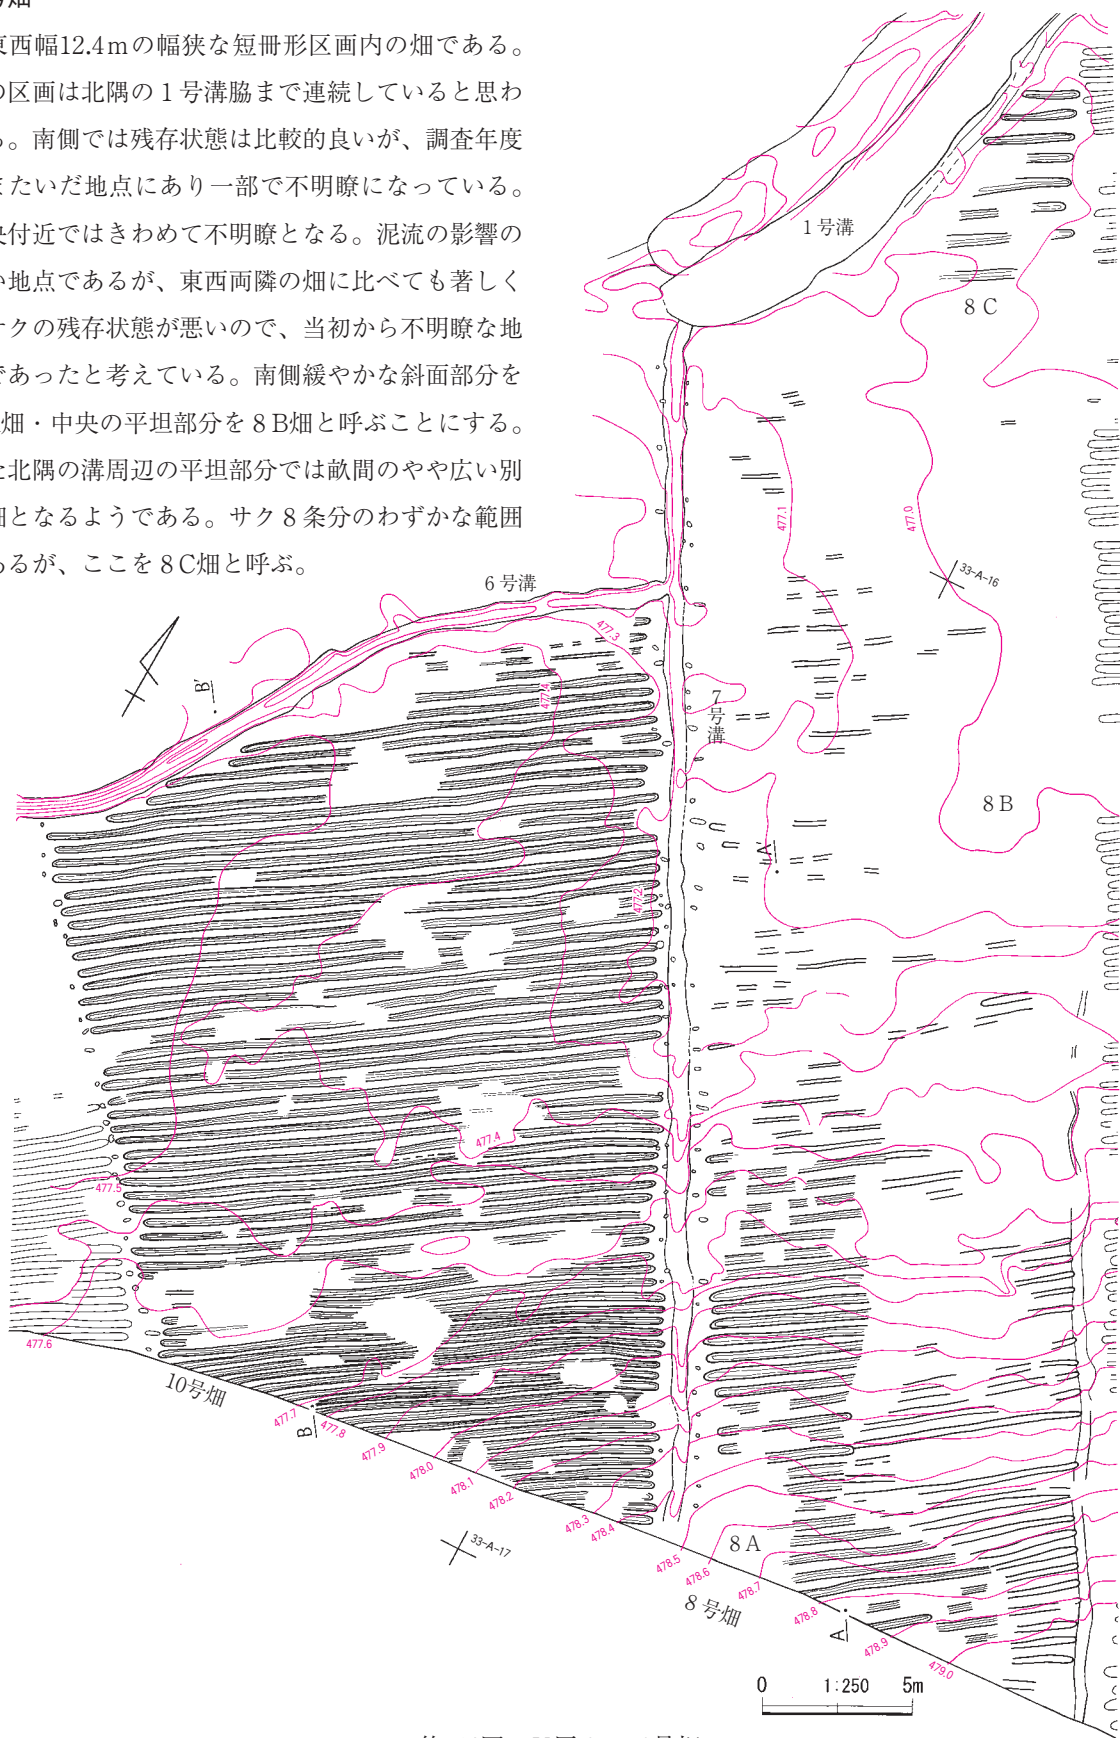 東西幅12.4mの幅狭な短冊形区画内の畑である。
の区画は北隅の1号溝脇まで連続していると思わ
る。南側では残存状態は比較的良いが、調査年度
またいだ地点にあり一部で不明瞭になっている。
央付近ではきわめて不明瞭となる。泥流の影響の
い地点であるが、東西両隣の畑に比べても著しく
サクの残存状態が悪いので、当初から不明瞭な地
であったと考えている。南側緩やかな斜面部分を
畑・中央の平坦部分を8B畑と呼ぶことにする。
た北隅の溝周辺の平坦部分では畝間のやや広い別
畑となるようである。サク8条分のわずかな範囲
あるが、ここを8C畑と呼ぶ。
1号溝
8C
477.1
477.0
33-A-16
6号溝
477.3
B'
477.4
7号溝
8B
A'
477.2
477.4
477.5
477.6
10号畑
477.7
B
477.8
477.9
478.0
478.1
478.2
478.3
478.4
33-A-17
478.5
478.6
8A
478.7
8号畑
478.8
A
478.9
479.0
0 1:250 5m